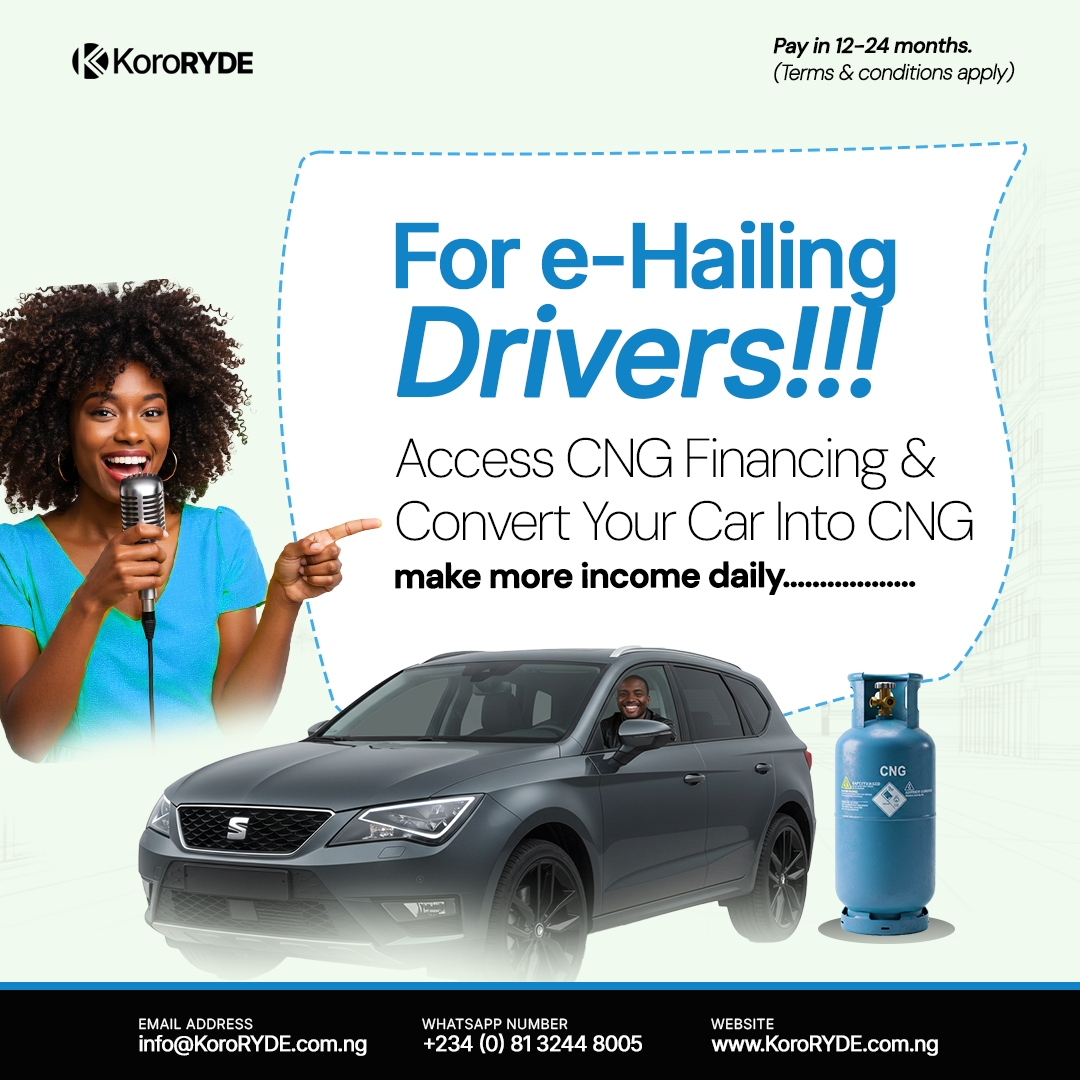 KoroRYDE
Pay in 12-24 months.
(Terms & conditions apply)
For e-Hailing
Drivers!!!
Access CNG Financing &
Convert Your Car Into CNG
make more income daily...................
CNG
EMAIL ADDRESS
info@KoroRYDE.com.ng
WHATSAPP NUMBER
+234 (0) 81 3244 8005
WEBSITE
www.KoroRYDE.com.ng